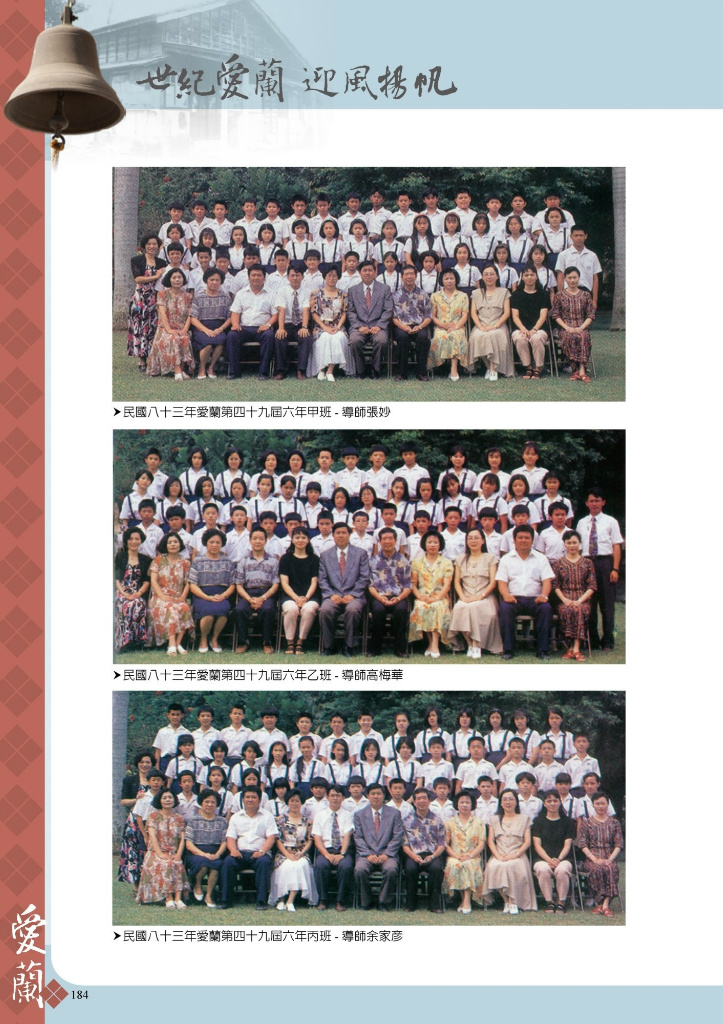 世紀愛蘭 迎風揚帆
民國八十三年愛蘭第四十九屆六年甲班 - 導師張妙
民國八十三年愛蘭第四十九屆六年乙班 - 導師高梅華
民國八十三年愛蘭第四十九屆六年丙班 - 導師余家彥
愛蘭
184